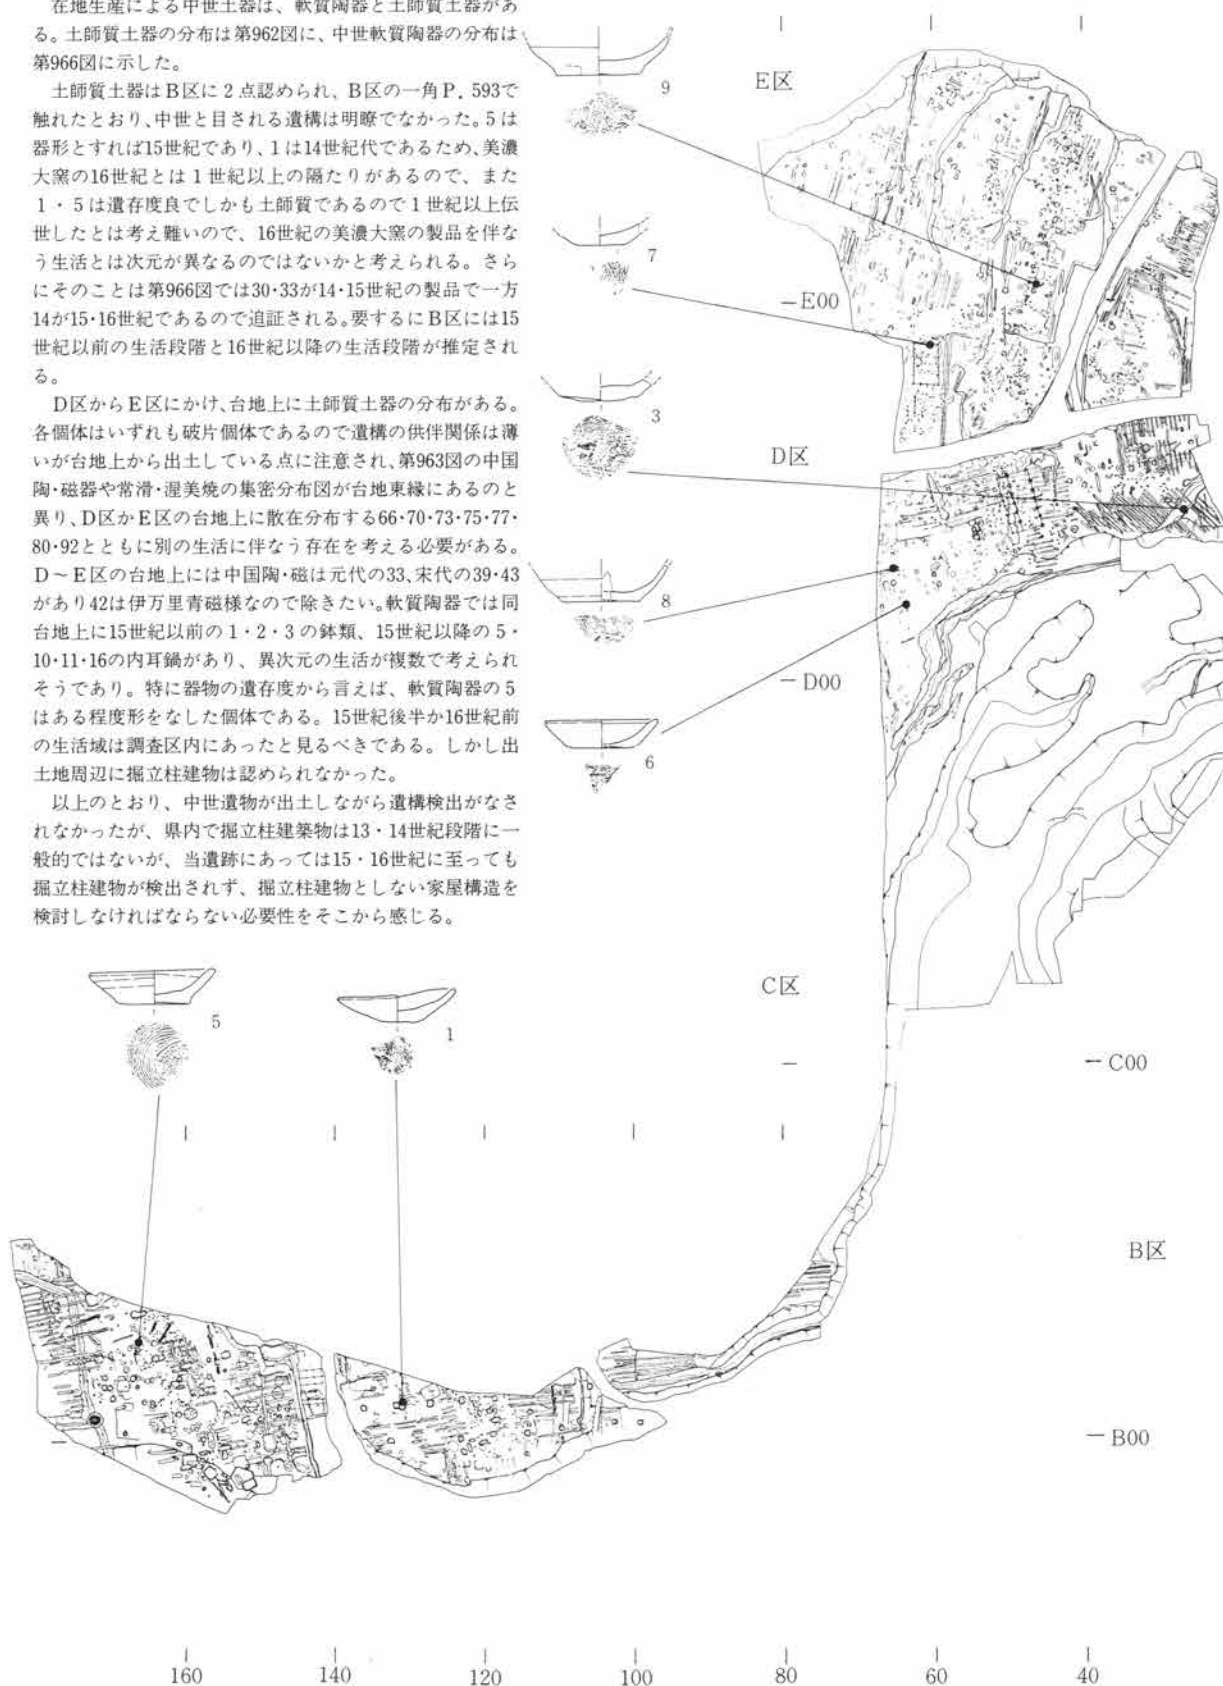 在地生産による中世土器は、軟質陶器と土師質土器があ
る。土師質土器の分布は第962図に、中世軟質陶器の分布は
第966図に示した。
土師質土器はB区に2点認められ、B区の一角P.593で
触れたとおり、中世と目される遺構は明瞭でなかった。5は
器形とすれば15世紀であり、1は14世紀代であるため、美濃
大窯の16世紀とは1世紀以上の隔たりがあるので、また
1・5は遺存度良でしかも土師質であるので1世紀以上伝
世したとは考え難いので、16世紀の美濃大窯の製品を伴な
う生活とは次元が異なるのではないかと考えられる。さら
にそのことは第966図では30・33が14・15世紀の製品で一方
14が15・16世紀であるので追証される。要するにB区には15
世紀以前の生活段階と16世紀以降の生活段階が推定され
る。
D区からE区にかけ、台地上に土師質土器の分布がある。
各個体はいずれも破片個体であるので遺構の供伴関係は薄
いが台地上から出土している点に注意され、第963図の中国
陶・磁器や常滑・渥美焼の集密分布図が台地東縁にあるのと
異り、D区かE区の台地上に散在分布する66・70・73・75・77・
80・92とともに別の生活に伴なう存在を考える必要がある。
D～E区の台地上には中国陶・磁は元代の33、宋代の39・43
があり42は伊万里青磁様なので除きたい。軟質陶器では同
台地上に15世紀以前の1・2・3の鉢類、15世紀以降の5・
10・11・16の内耳鍋があり、異次元の生活が複数で考えられ
そうであり。特に器物の遺存度から言えば、軟質陶器の5
はある程度形をなした個体である。15世紀後半か16世紀前
の生活域は調査区内にあったと見るべきである。しかし出
土地周辺に掘立柱建物は認められなかった。
以上のとおり、中世遺物が出土しながら遺構検出がなさ
れなかったが、県内で掘立柱建築物は13・14世紀段階に一
般的ではないが、当遺跡にあっては15・16世紀に至っても
掘立柱建物が検出されず、掘立柱建物としない家屋構造を
検討しなければならない必要性をそこから感じる。
9
E区
7
E00
3
D区
8
D00
6
5
1
C区
C00
B区
B00
160
140
120
100
80
60
40